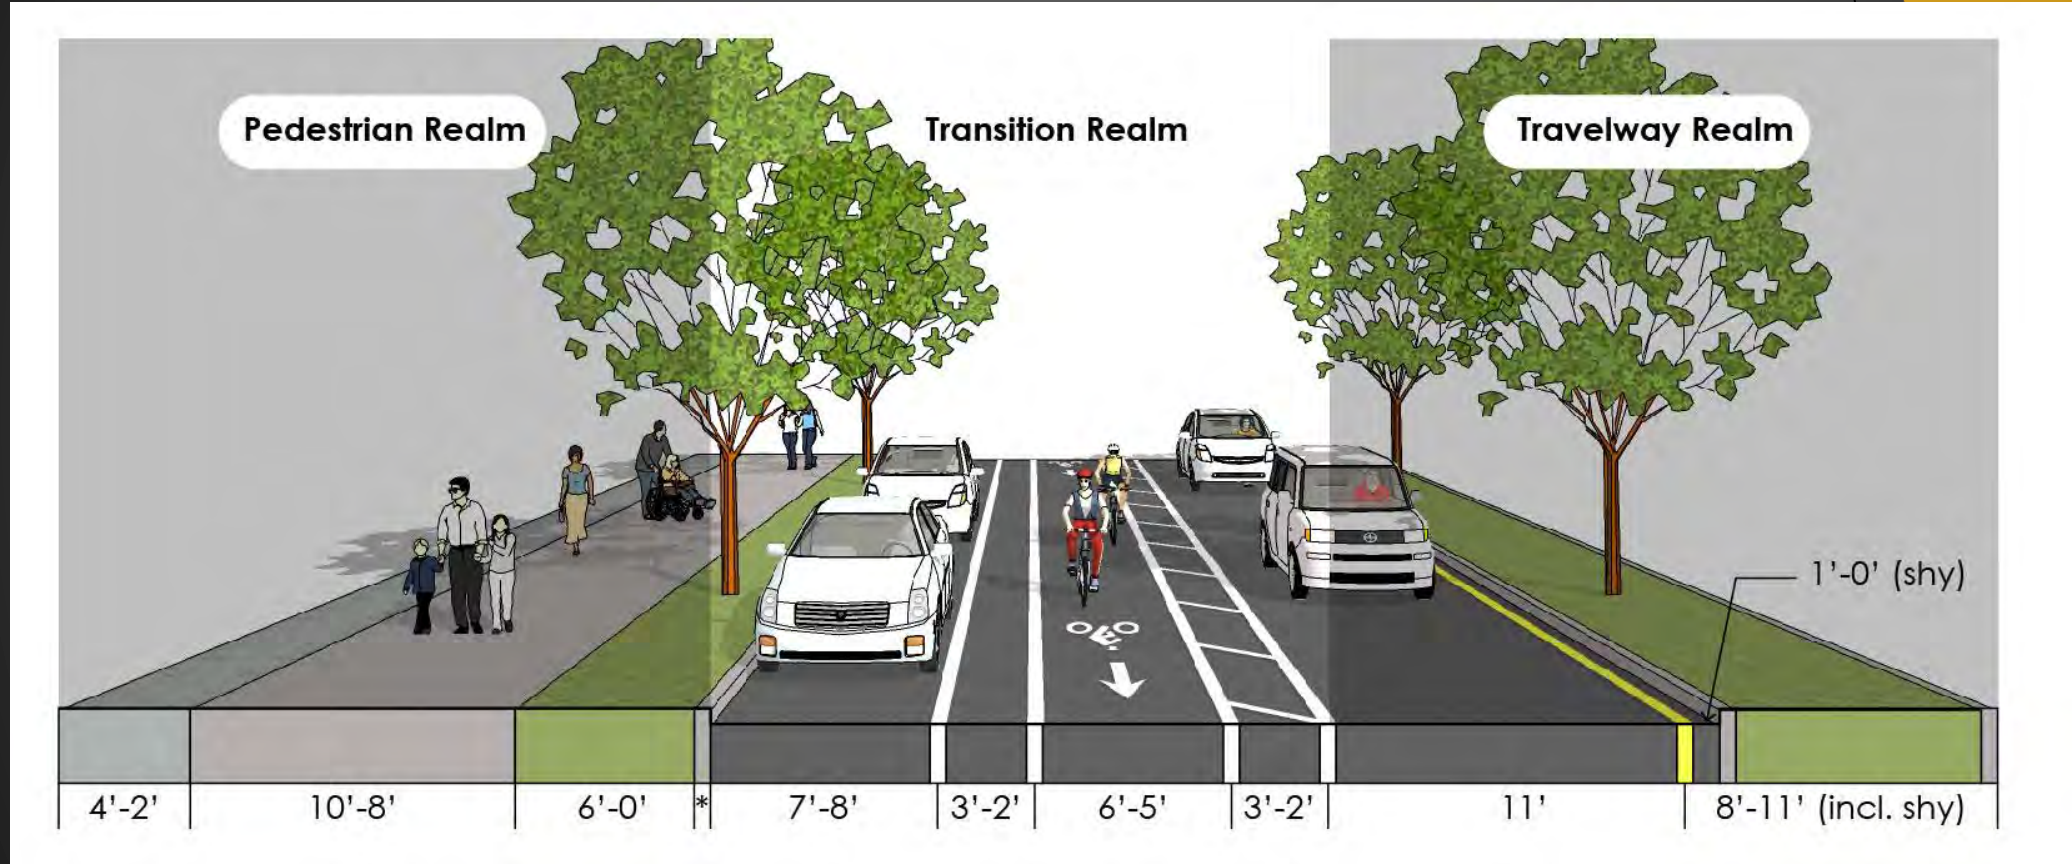 Pedestrian Realm
Transition Realm
Travelway Realm
1'-0' (shy)
4'-2'
10'-8'
6'-0'
*
7'-8'
3'-2'
6'-5'
3'-2'
11'
8'-11' (incl. shy)